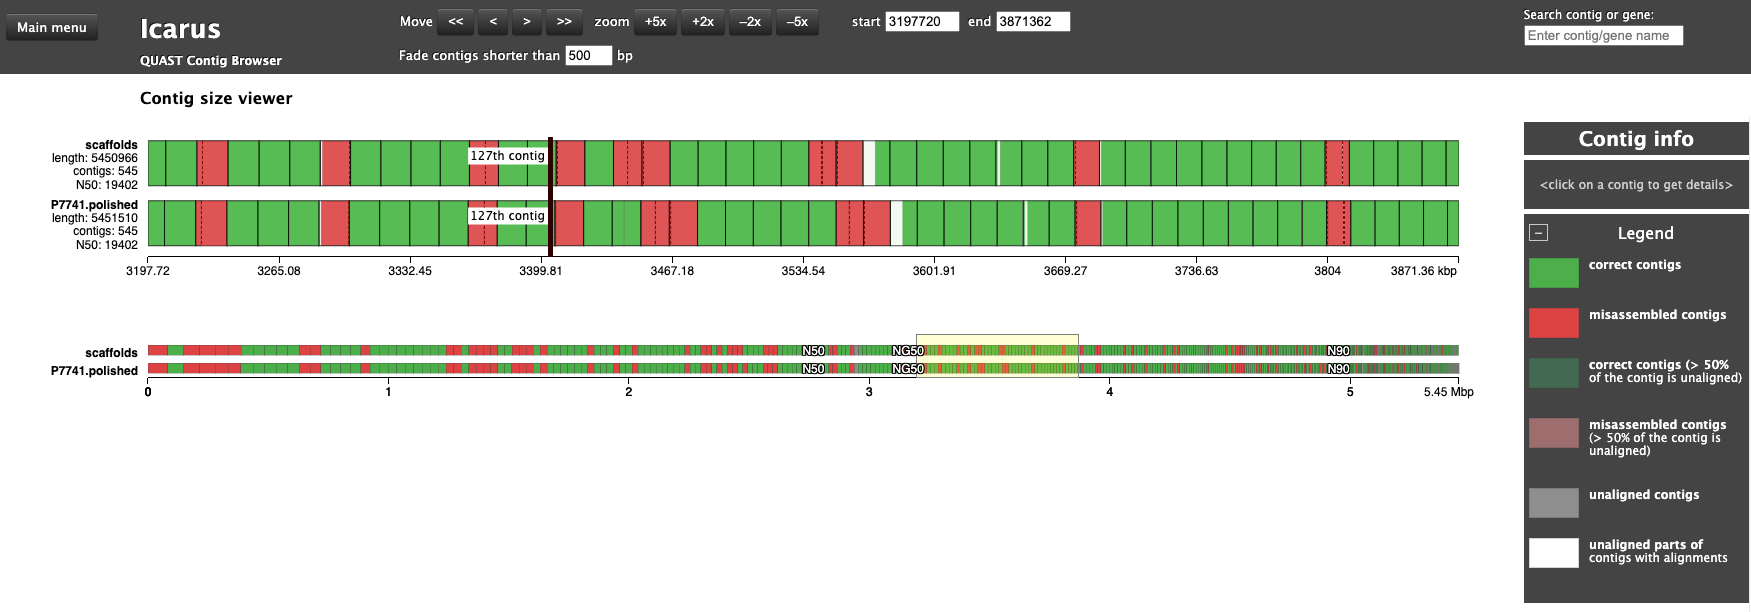 Main menu
Icarus
QUAST Contig Browser
Move << < > >> zoom +5x +2x –2x –5x start 3197720 end 3871362
Fade contigs shorter than 500 bp
Search contig or gene:
Enter contig/gene name
Contig size viewer
scaffolds
length: 5450966
contigs: 545
N50: 19402
127th contig
P7741.polished
length: 5451510
contigs: 545
N50: 19402
127th contig
3197.72 3265.08 3332.45 3399.81 3467.18 3534.54 3601.91 3669.27 3736.63 3804 3871.36 kbp
scaffolds N50 NG50 N90
P7741.polished N50 NG50 N90
0 1 2 3 4 5 5.45 Mbp
Contig info
<click on a contig to get details>
– Legend
correct contigs
misassembled contigs
correct contigs (> 50%
of the contig is unaligned)
misassembled contigs
(> 50% of the contig is
unaligned)
unaligned contigs
unaligned parts of
contigs with alignments